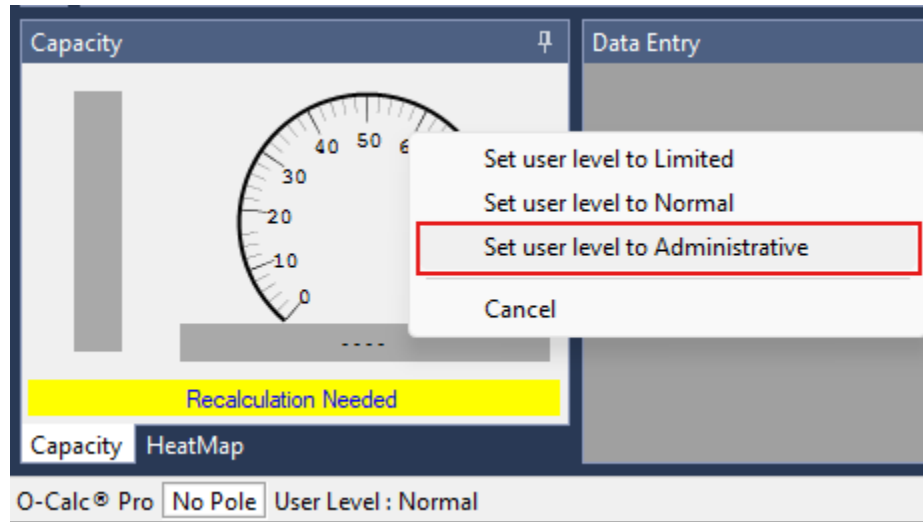 Capacity
Data Entry
40 50
30
20
10
0
Set user level to Limited
Set user level to Normal
Set user level to Administrative
Cancel
----
Recalculation Needed
Capacity HeatMap
O-Calc® Pro No Pole User Level : Normal